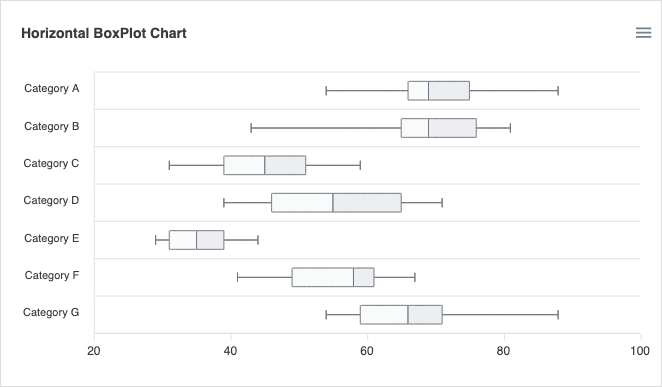 Horizontal BoxPlot Chart
Category A
Category B
Category C
Category D
Category E
Category F
Category G
20 40 60 80 100